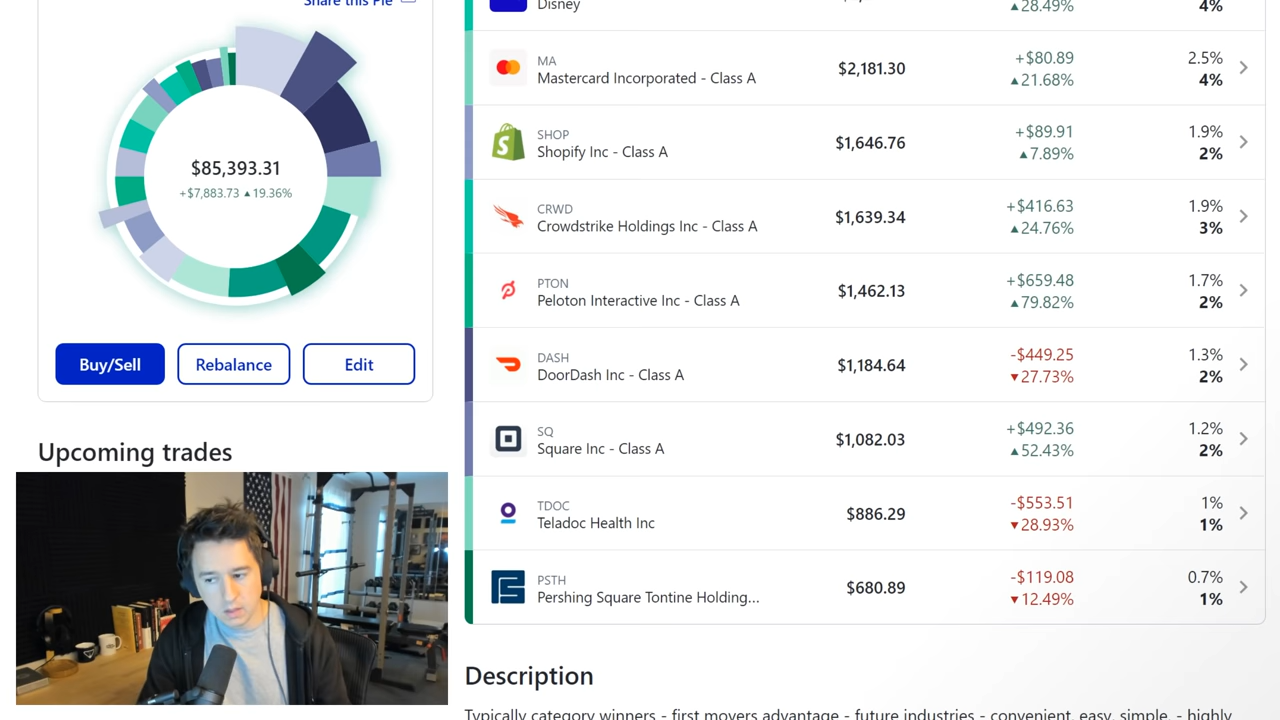 Share this Pie
$85,393.31
+$7,883.73 ▲19.36%
Buy/Sell
Rebalance
Edit
Upcoming trades
Disney
▲28.49%
4%
MA
Mastercard Incorporated - Class A
$2,181.30
+$80.89
▲21.68%
2.5%
4%
SHOP
Shopify Inc - Class A
$1,646.76
+$89.91
▲7.89%
1.9%
2%
CRWD
Crowdstrike Holdings Inc - Class A
$1,639.34
+$416.63
▲24.76%
1.9%
3%
PTON
Peloton Interactive Inc - Class A
$1,462.13
+$659.48
▲79.82%
1.7%
2%
DASH
DoorDash Inc - Class A
$1,184.64
-$449.25
▼27.73%
1.3%
2%
SQ
Square Inc - Class A
$1,082.03
+$492.36
▲52.43%
1.2%
2%
TDOC
Teladoc Health Inc
$886.29
-$553.51
▼28.93%
1%
1%
PSTH
Pershing Square Tontine Holding...
$680.89
-$119.08
▼12.49%
0.7%
1%
Description
Typically category winners - first movers advantage - future industries - convenient, easy, simple, - highly